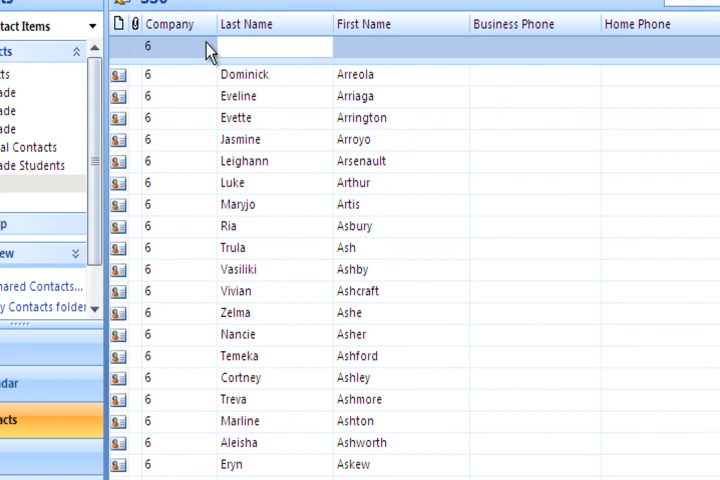 330
tact Items
Company Last Name First Name Business Phone Home Phone
cts
6
ts
6 Dominick Arreola
ade
6 Eveline Arriaga
ade
6 Evette Arrington
ade
6 Jasmine Arroyo
al Contacts
6 Leighann Arsenault
ade Students
6 Luke Arthur
6 Maryjo Artis
p
6 Ria Asbury
ew
6 Trula Ash
6 Vasiliki Ashby
hared Contacts...
6 Vivian Ashcraft
y Contacts folder
6 Zelma Ashe
6 Nancie Asher
6 Temeka Ashford
dar
6 Cortney Ashley
6 Treva Ashmore
acts
6 Marline Ashton
6 Aleisha Ashworth
6 Eryn Askew